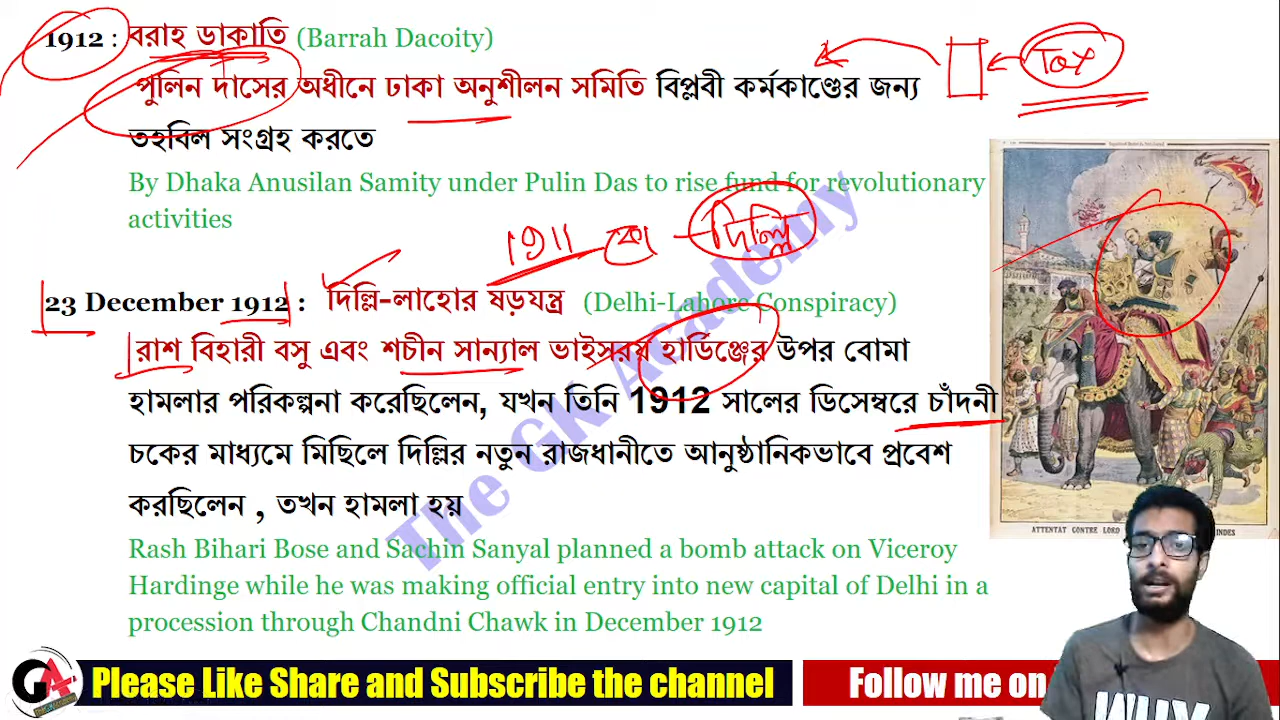 1912 : বরাহ ডাকাতি (Barrah Dacoity)
Tax
পুলিন দাসের অধীনে ঢাকা অনুশীলন সমিতি বিপ্লবী কর্মকাণ্ডের জন্য
তহবিল সংগ্রহ করতে
By Dhaka Anusilan Samity under Pulin Das to rise fund for revolutionary
activities
1911 কে দিল্লি
23 December 1912 : দিল্লি-লাহোর ষড়যন্ত্র (Delhi-Lahore Conspiracy)
রাশ বিহারী বসু এবং শচীন সান্যাল ভাইসরয় হার্ডিঞ্জের উপর বোমা
হামলার পরিকল্পনা করেছিলেন, যখন তিনি 1912 সালের ডিসেম্বরে চাঁদনী
চকের মাধ্যমে মিছিলে দিল্লির নতুন রাজধানীতে আনুষ্ঠানিকভাবে প্রবেশ
করছিলেন , তখন হামলা হয়
Rash Bihari Bose and Sachin Sanyal planned a bomb attack on Viceroy
Hardinge while he was making official entry into new capital of Delhi in a
procession through Chandni Chawk in December 1912
The GK Academy
ATTENTAT CONTRE LORD INDES
GA
Please Like Share and Subscribe the channel
Follow me on